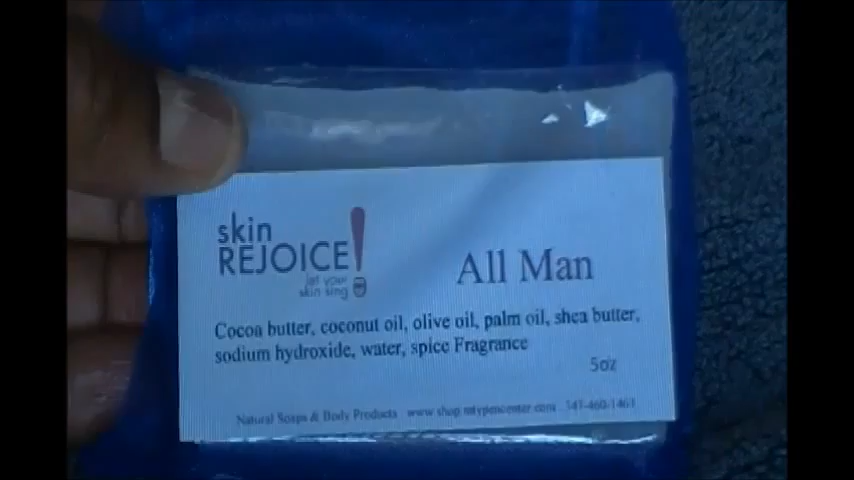 skin
REJOICE!
let your
skin sing
All Man
Cocoa butter, coconut oil, olive oil, palm oil, shea butter,
sodium hydroxide, water, spice Fragrance
5oz
Natural Soaps & Body Products